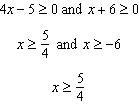 4x − 5 ≥ 0 and x + 6 ≥ 0
x ≥ 5/4 and x ≥ −6
x ≥ 5/4